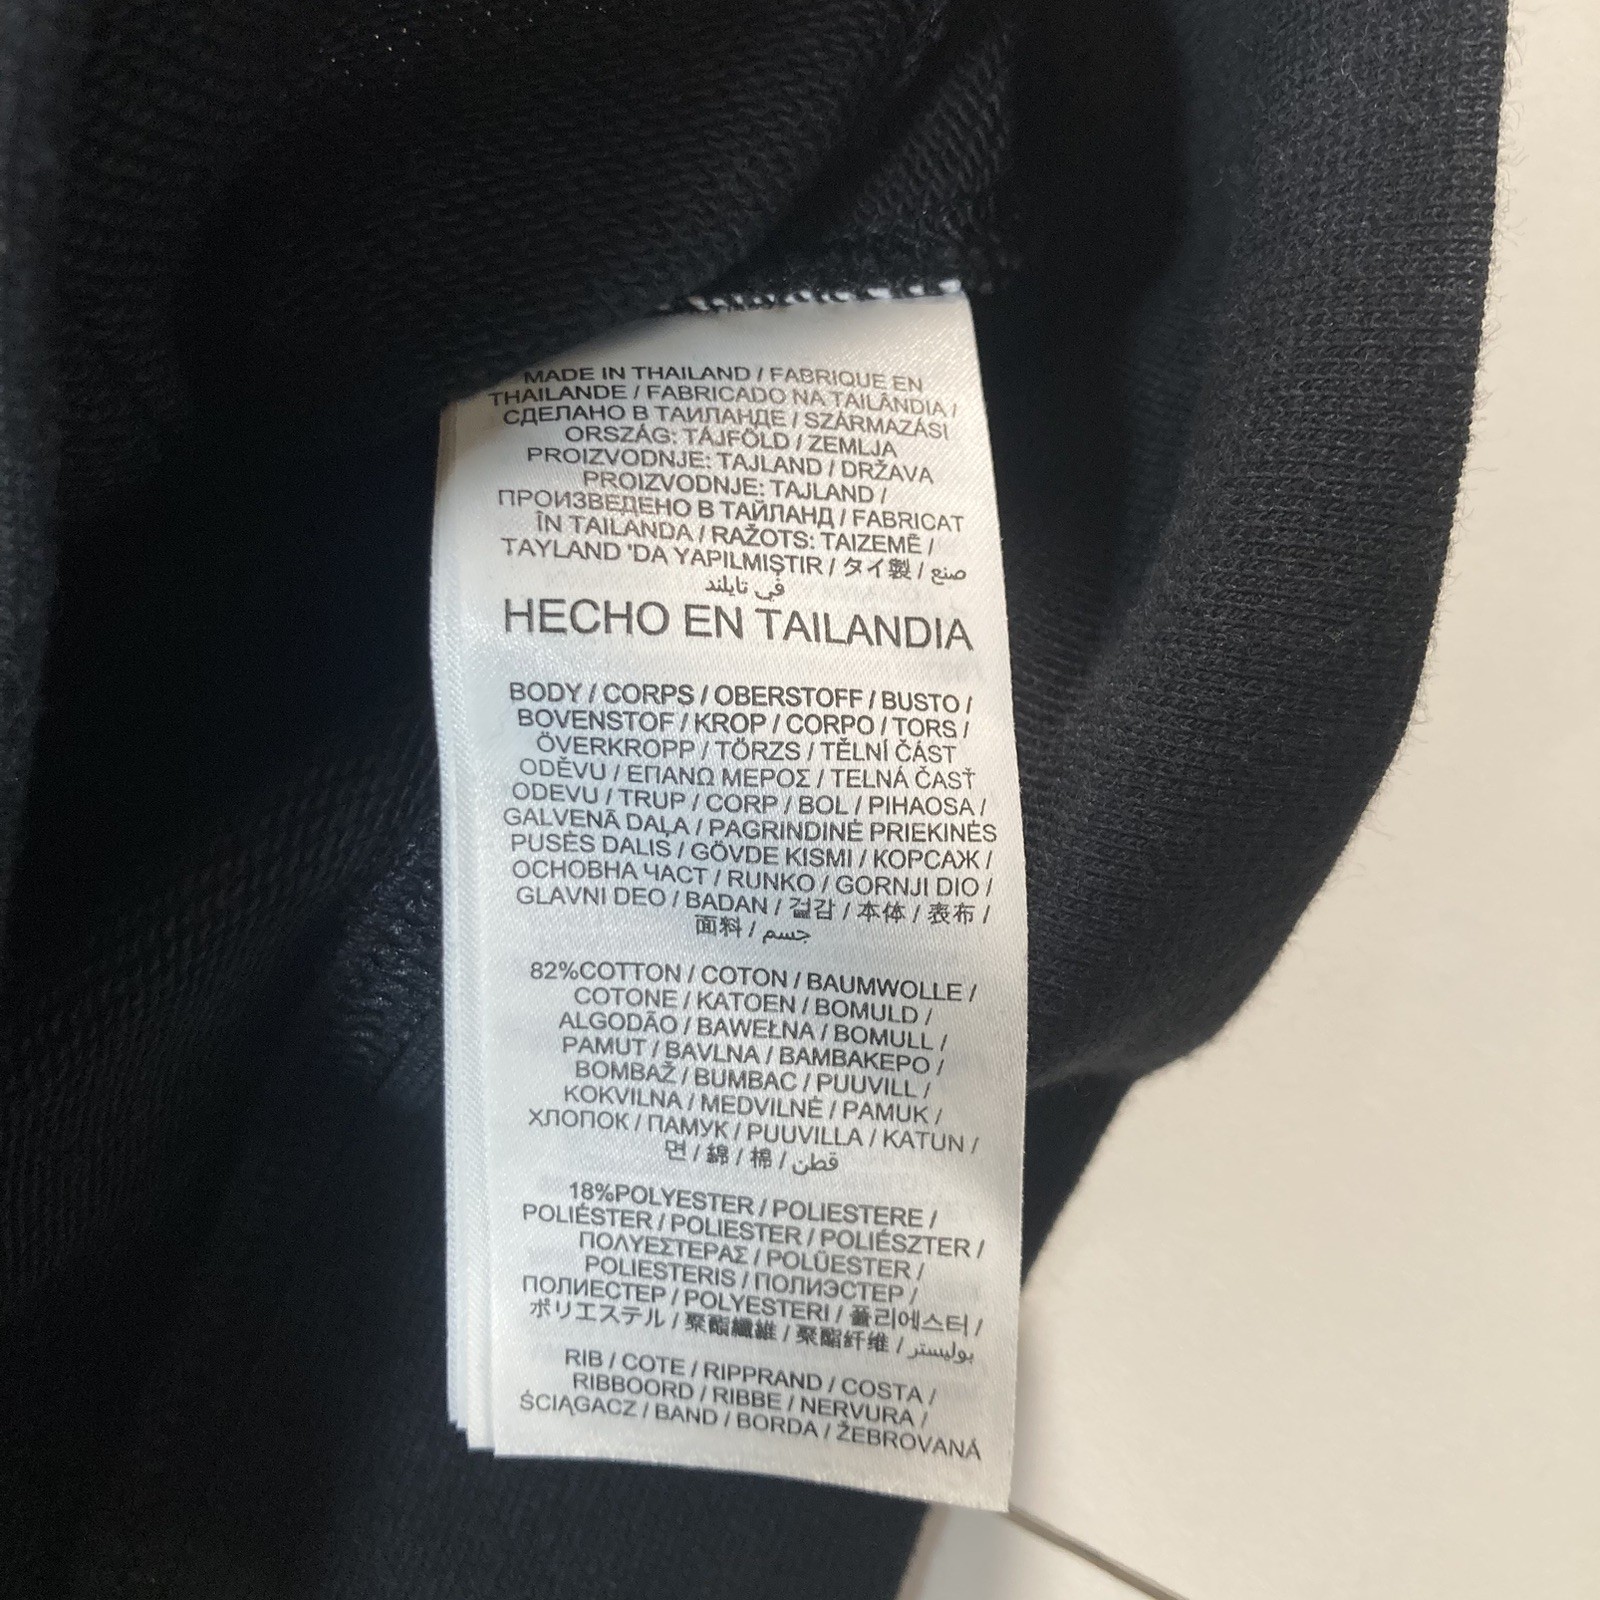 MADE IN THAILAND / FABRIQUE EN
THAILANDE / FABRICADO NA TAILÂNDIA /
СДЕЛАНО В ТАИЛАНДЕ / SZÁRMAZÁSI
ORSZÁG: TÁJFÖLD / ZEMLJA
PROIZVODNJE: TAJLAND / DRŽAVA
PROIZVODNJE: TAJLAND /
ПРОИЗВЕДЕНО В ТАЙЛАНД / FABRICAT
ÎN TAILANDA / RAŽOTS: TAIZEMĒ /
TAYLAND 'DA YAPILMIŞTIR / タイ製 / صنع
في تايلند
HECHO EN TAILANDIA
BODY / CORPS / OBERSTOFF / BUSTO /
BOVENSTOF / KROP / CORPO / TORS /
ÖVERKROPP / TÖRZS / TĚLNÍ ČÁST
ODĚVU / ΕΠΑΝΩ ΜΕΡΟΣ / TELNÁ ČASŤ
ODEVU / TRUP / CORP / BOL / PIHAOSA /
GALVENĀ DAĻA / PAGRINDINĖ PRIEKINĖS
PUSĖS DALIS / GÖVDE KISMI / КОРСАЖ /
ОСНОВНА ЧАСТ / RUNKO / GORNJI DIO /
GLAVNI DEO / BADAN / 겉감 / 本体 / 表布 /
面料 / جسم
82%COTTON / COTON / BAUMWOLLE /
COTONE / KATOEN / BOMULD /
ALGODÃO / BAWEŁNA / BOMULL /
PAMUT / BAVLNA / ΒΑΜΒΑΚΕΡΟ /
BOMBAŽ / BUMBAC / PUUVILL /
KOKVILNA / MEDVILNĖ / PAMUK /
ХЛОПОК / ПАМУК / PUUVILLA / KATUN /
면 / 綿 / 棉 / قطن
18%POLYESTER / POLIESTERE /
POLIÉSTER / POLIESTER / POLIÉSZTER /
ΠΟΛΥΕΣΤΕΡΑΣ / POLÜESTER /
POLIESTERIS / ПОЛИЭСТЕР /
ПОЛИЕСТЕР / POLYESTERI / 폴리에스터 /
ポリエステル / 聚酯纖維 / 聚酯纤维 / بوليستر
RIB / COTE / RIPPRAND / COSTA /
RIBBOORD / RIBBE / NERVURA /
ŚCIĄGACZ / BAND / BORDA / ŽEBROVANÁ